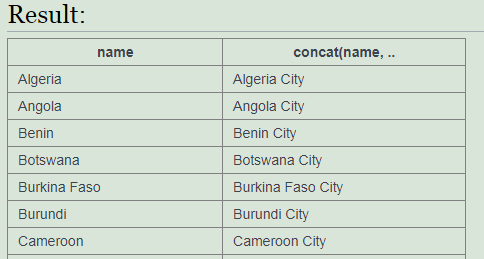 Result:
name concat(name, ..
Algeria Algeria City
Angola Angola City
Benin Benin City
Botswana Botswana City
Burkina Faso Burkina Faso City
Burundi Burundi City
Cameroon Cameroon City